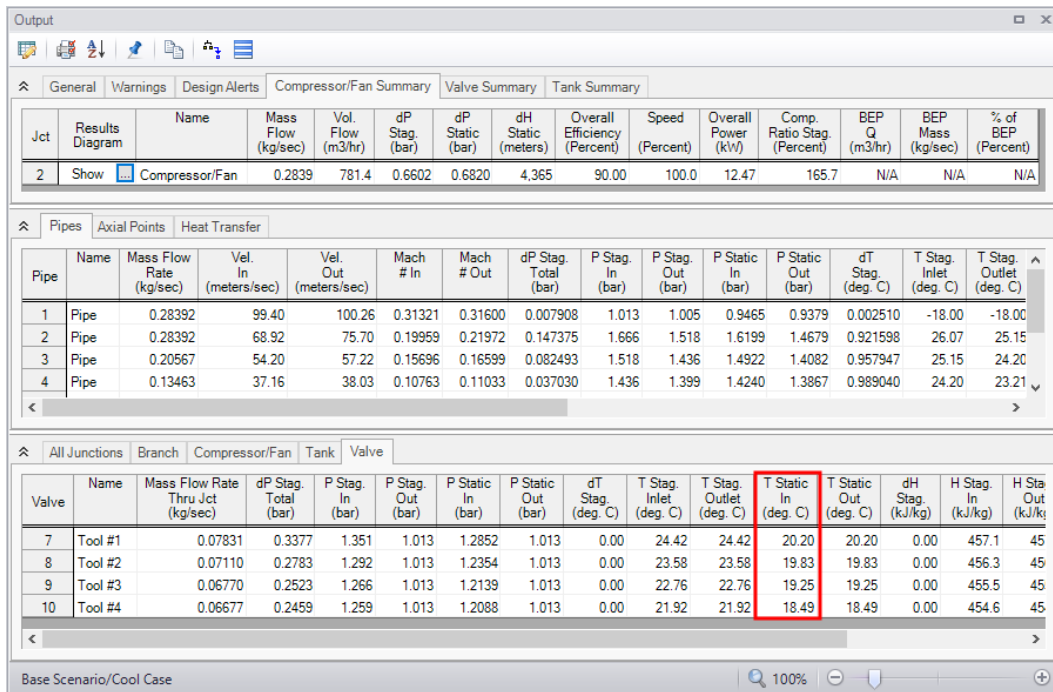 Output
General Warnings Design Alerts Compressor/Fan Summary Valve Summary Tank Summary
Jct Results Diagram Name Mass Flow (kg/sec) Vol. Flow (m3/hr) dP Stag. (bar) dP Static (bar) dH Static (meters) Overall Efficiency (Percent) Speed (Percent) Overall Power (kW) Comp. Ratio Stag. (Percent) BEP Q (m3/hr) BEP Mass (kg/sec) % of BEP (Percent)
2 Show ... Compressor/Fan 0.2839 781.4 0.6602 0.6820 4,365 90.00 100.0 12.47 165.7 N/A N/A N/A
Pipes Axial Points Heat Transfer
Pipe Name Mass Flow Rate (kg/sec) Vel. In (meters/sec) Vel. Out (meters/sec) Mach # In Mach # Out dP Stag. Total (bar) P Stag. In (bar) P Stag. Out (bar) P Static In (bar) P Static Out (bar) dT Stag. (deg. C) T Stag. Inlet (deg. C) T Stag. Outlet (deg. C)
1 Pipe 0.28392 99.40 100.26 0.31321 0.31600 0.007908 1.013 1.005 0.9465 0.9379 0.002510 -18.00 -18.00
2 Pipe 0.28392 68.92 75.70 0.19959 0.21972 0.147375 1.666 1.518 1.6199 1.4679 0.921598 26.07 25.15
3 Pipe 0.20567 54.20 57.22 0.15696 0.16599 0.082493 1.518 1.436 1.4922 1.4082 0.957947 25.15 24.20
4 Pipe 0.13463 37.16 38.03 0.10763 0.11033 0.037030 1.436 1.399 1.4240 1.3867 0.989040 24.20 23.21
All Junctions Branch Compressor/Fan Tank Valve
Valve Name Mass Flow Rate Thru Jct (kg/sec) dP Stag. Total (bar) P Stag. In (bar) P Stag. Out (bar) P Static In (bar) P Static Out (bar) dT Stag. (deg. C) T Stag. Inlet (deg. C) T Stag. Outlet (deg. C) T Static In (deg. C) T Static Out (deg. C) dH Stag. (kJ/kg) H Stag. In (kJ/kg) H Sta Out (kJ/k
7 Tool #1 0.07831 0.3377 1.351 1.013 1.2852 1.013 0.00 24.42 24.42 20.20 20.20 0.00 457.1 45
8 Tool #2 0.07110 0.2783 1.292 1.013 1.2354 1.013 0.00 23.58 23.58 19.83 19.83 0.00 456.3 45
9 Tool #3 0.06770 0.2523 1.266 1.013 1.2139 1.013 0.00 22.76 22.76 19.25 19.25 0.00 455.5 45
10 Tool #4 0.06677 0.2459 1.259 1.013 1.2088 1.013 0.00 21.92 21.92 18.49 18.49 0.00 454.6 45
Base Scenario/Cool Case 100%